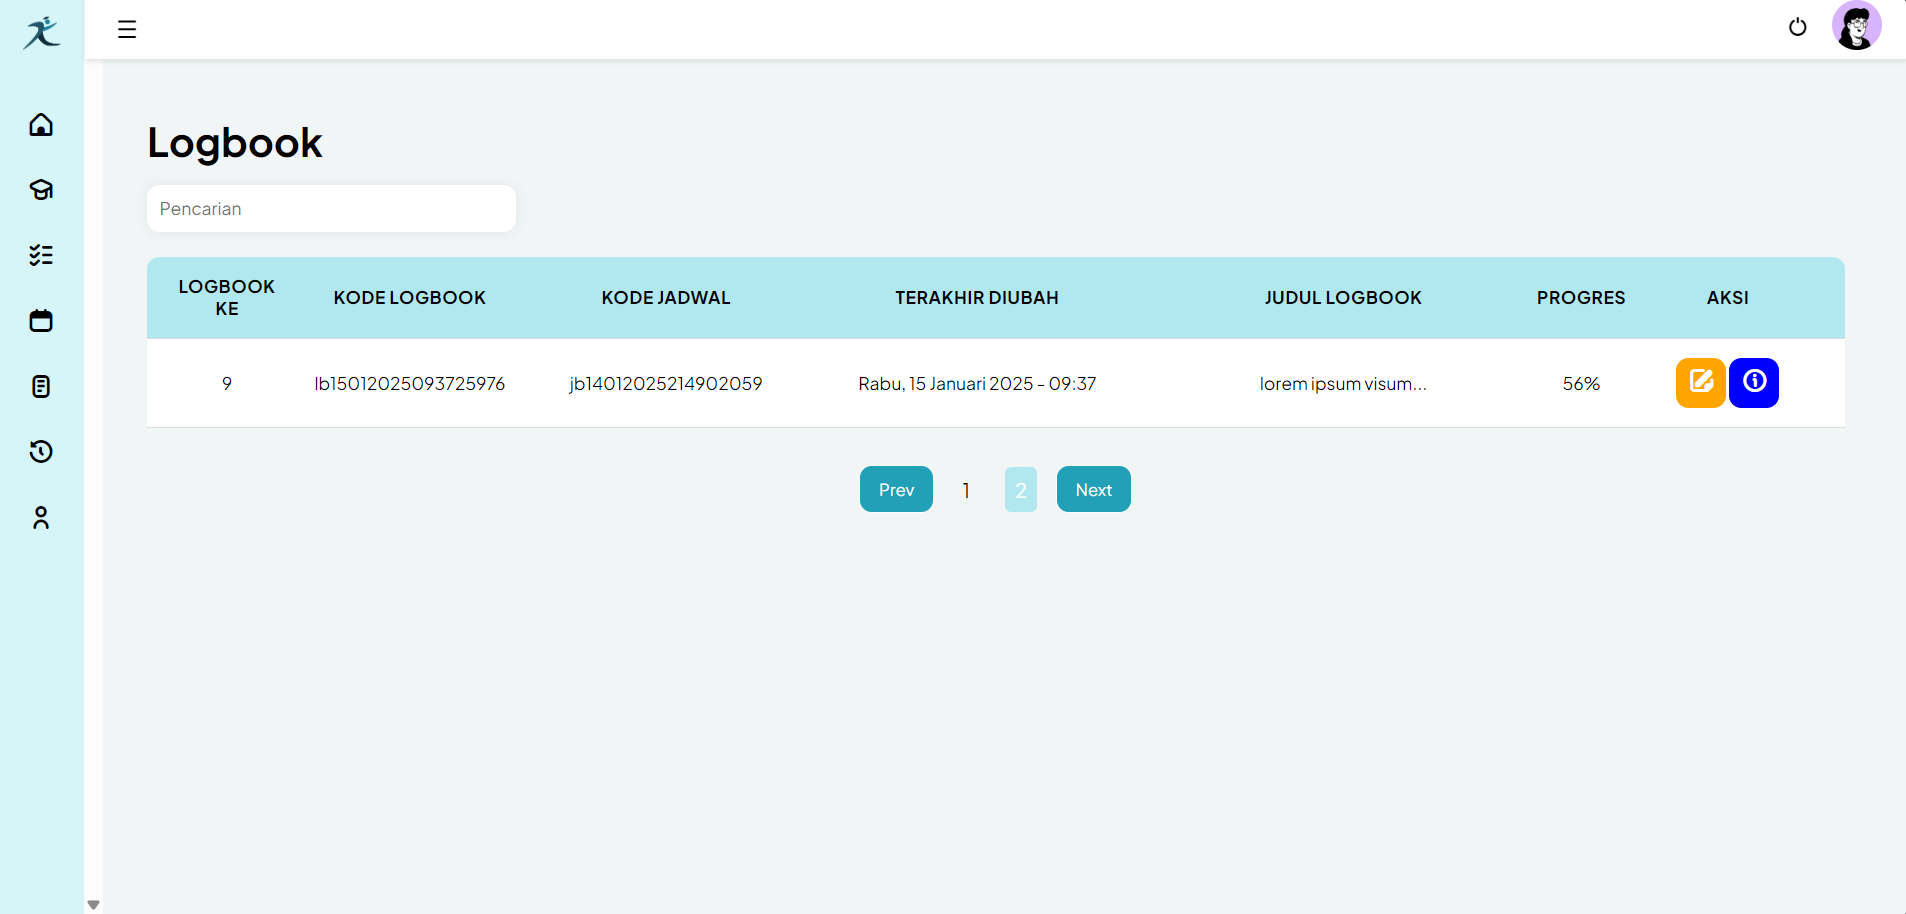 Logbook
Pencarian
LOGBOOK KE
KODE LOGBOOK
KODE JADWAL
TERAKHIR DIUBAH
JUDUL LOGBOOK
PROGRES
AKSI
9
lb15012025093725976
jb14012025214902059
Rabu, 15 Januari 2025 - 09:37
lorem ipsum visum...
56%
Prev 1 2 Next